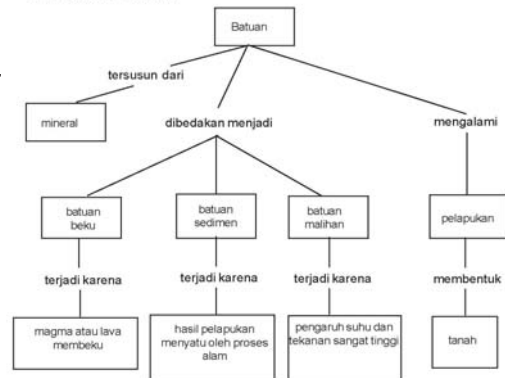 Batuan
tersusun dari
mineral
dibedakan menjadi
mengalami
batuan
beku
batuan
sedimen
batuan
malihan
pelapukan
terjadi karena
terjadi karena
terjadi karena
membentuk
magma atau lava
membeku
hasil pelapukan
menyatu oleh proses
alam
pengaruh suhu dan
tekanan sangat tinggi
tanah